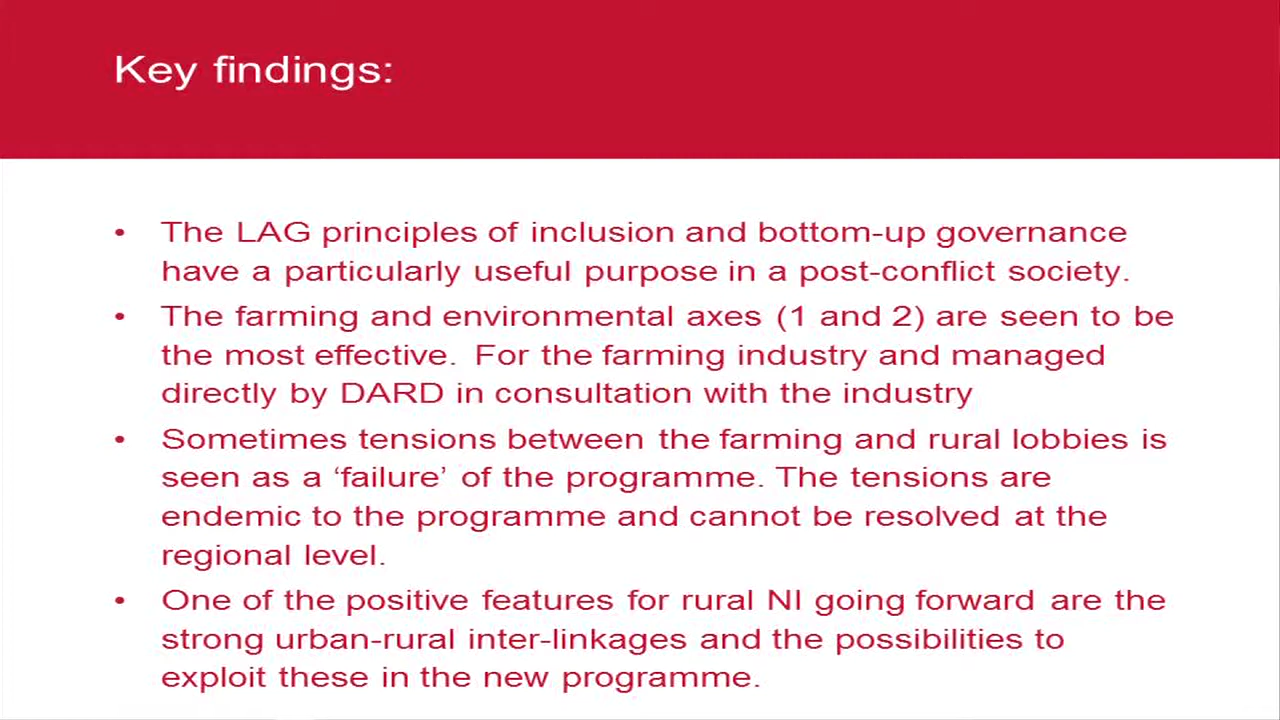 Key findings:
• The LAG principles of inclusion and bottom-up governance
have a particularly useful purpose in a post-conflict society.
• The farming and environmental axes (1 and 2) are seen to be
the most effective. For the farming industry and managed
directly by DARD in consultation with the industry
• Sometimes tensions between the farming and rural lobbies is
seen as a ‘failure’ of the programme. The tensions are
endemic to the programme and cannot be resolved at the
regional level.
• One of the positive features for rural NI going forward are the
strong urban-rural inter-linkages and the possibilities to
exploit these in the new programme.